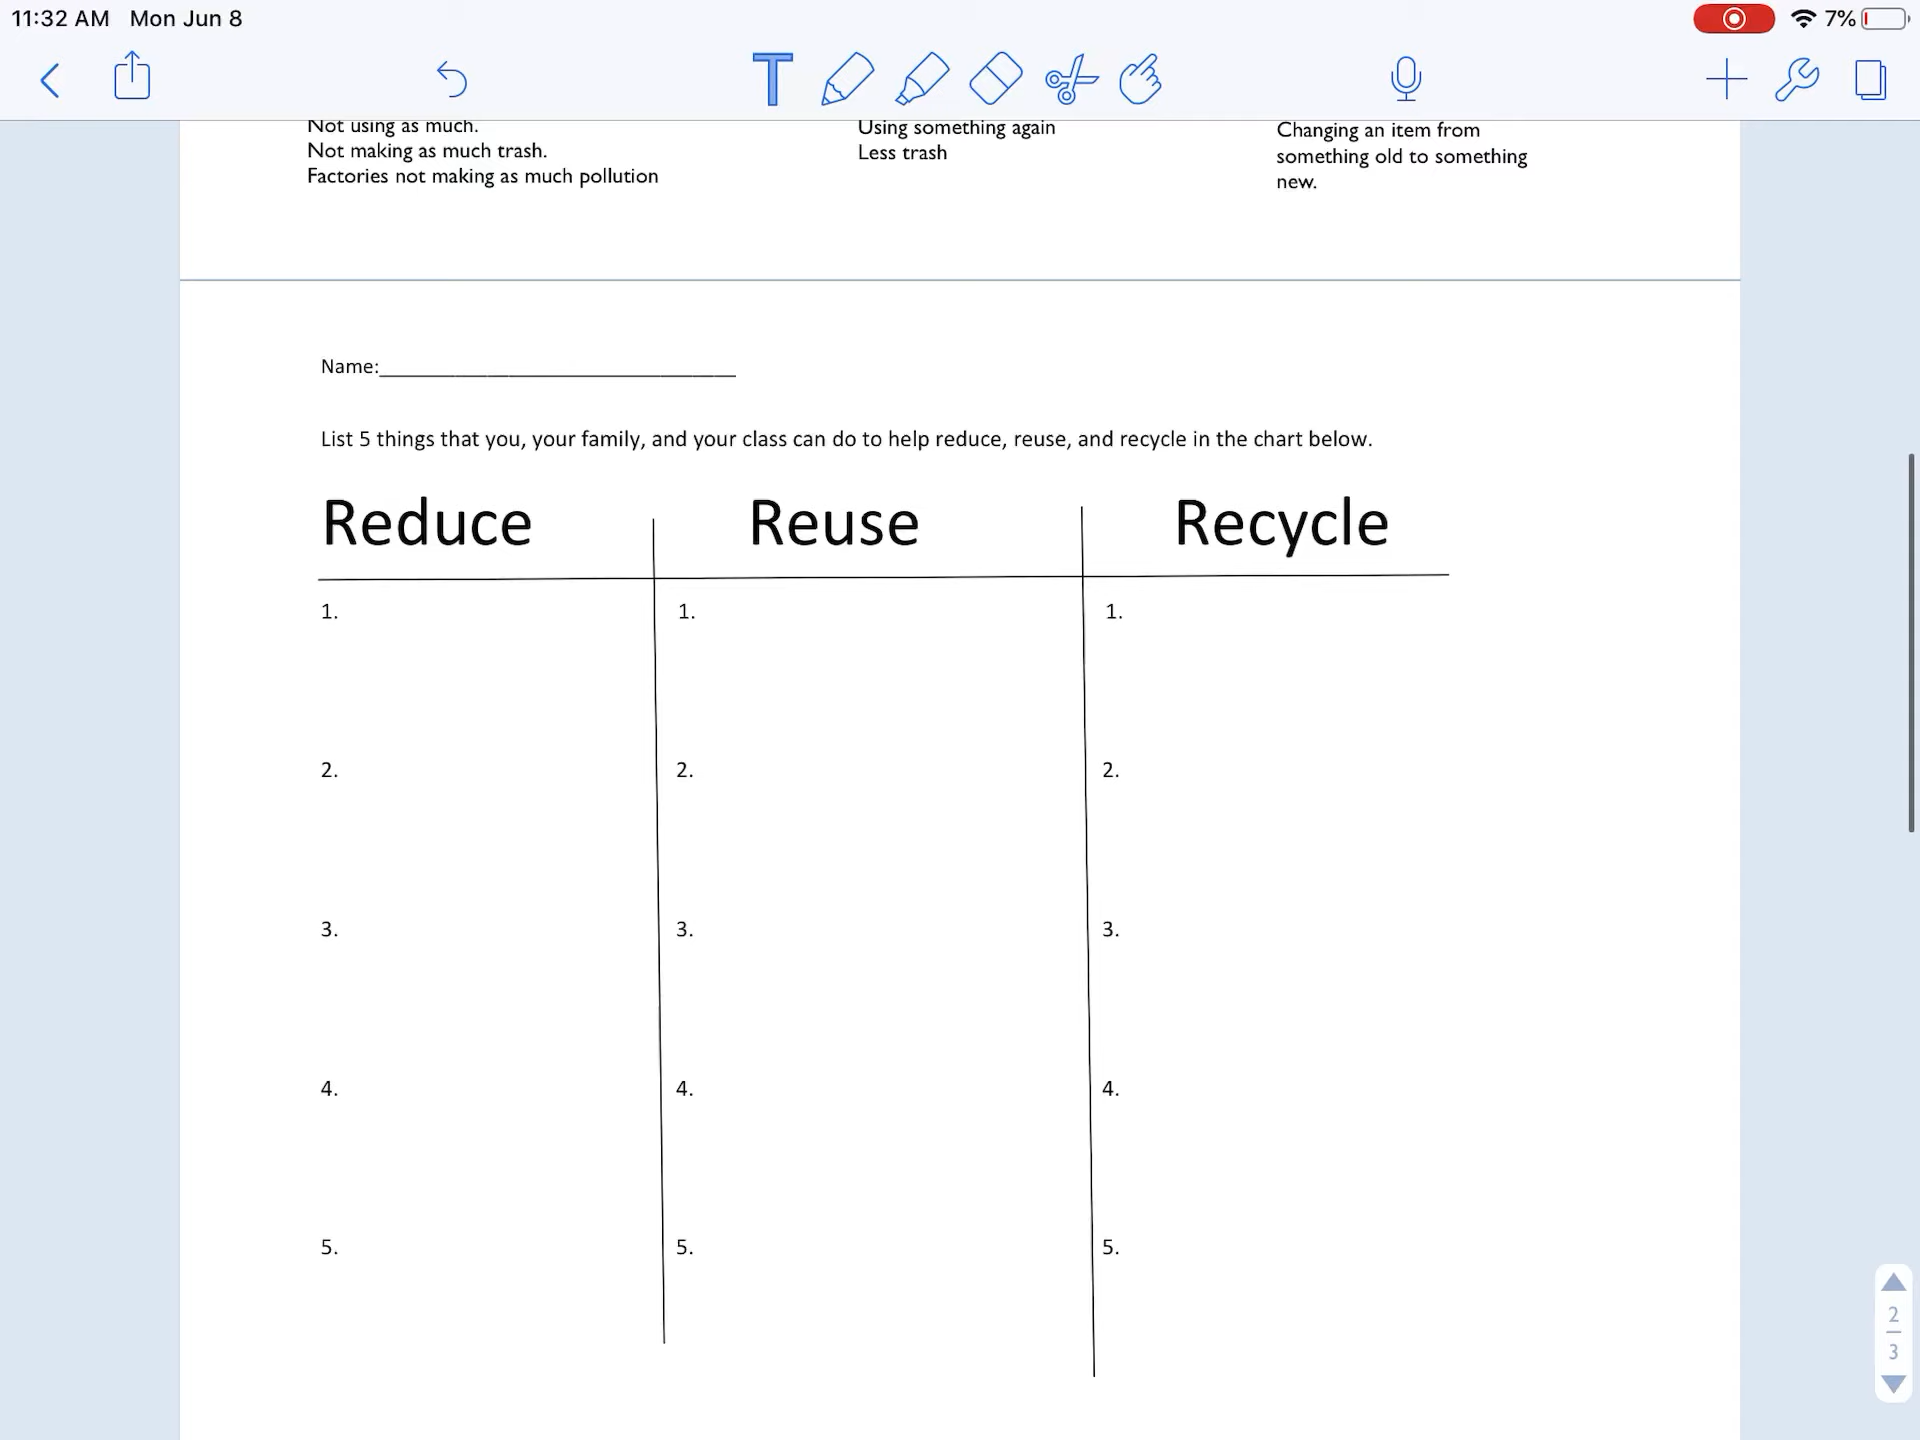 11:32 AM Mon Jun 8 7%
T
Not using as much.
Not making as much trash.
Factories not making as much pollution
Using something again
Less trash
Changing an item from
something old to something
new.
Name:
List 5 things that you, your family, and your class can do to help reduce, reuse, and recycle in the chart below.
Reduce Reuse Recycle
1. 1. 1.
2. 2. 2.
3. 3. 3.
4. 4. 4.
5. 5. 5.
2
3